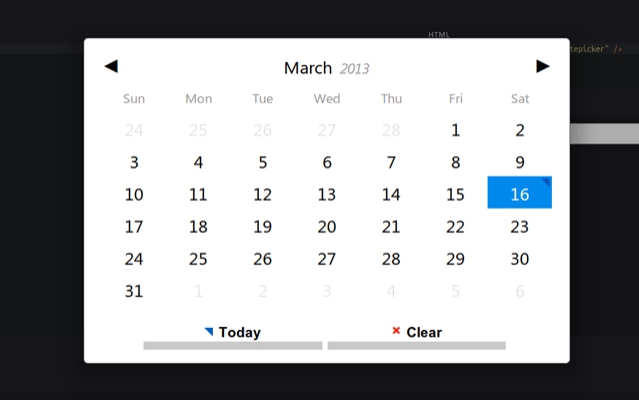 HTML
tepicker" />
◀ March 2013 ▶
Sun Mon Tue Wed Thu Fri Sat
24 25 26 27 28 1 2
3 4 5 6 7 8 9
10 11 12 13 14 15 16
17 18 19 20 21 22 23
24 25 26 27 28 29 30
31 1 2 3 4 5 6
Today × Clear